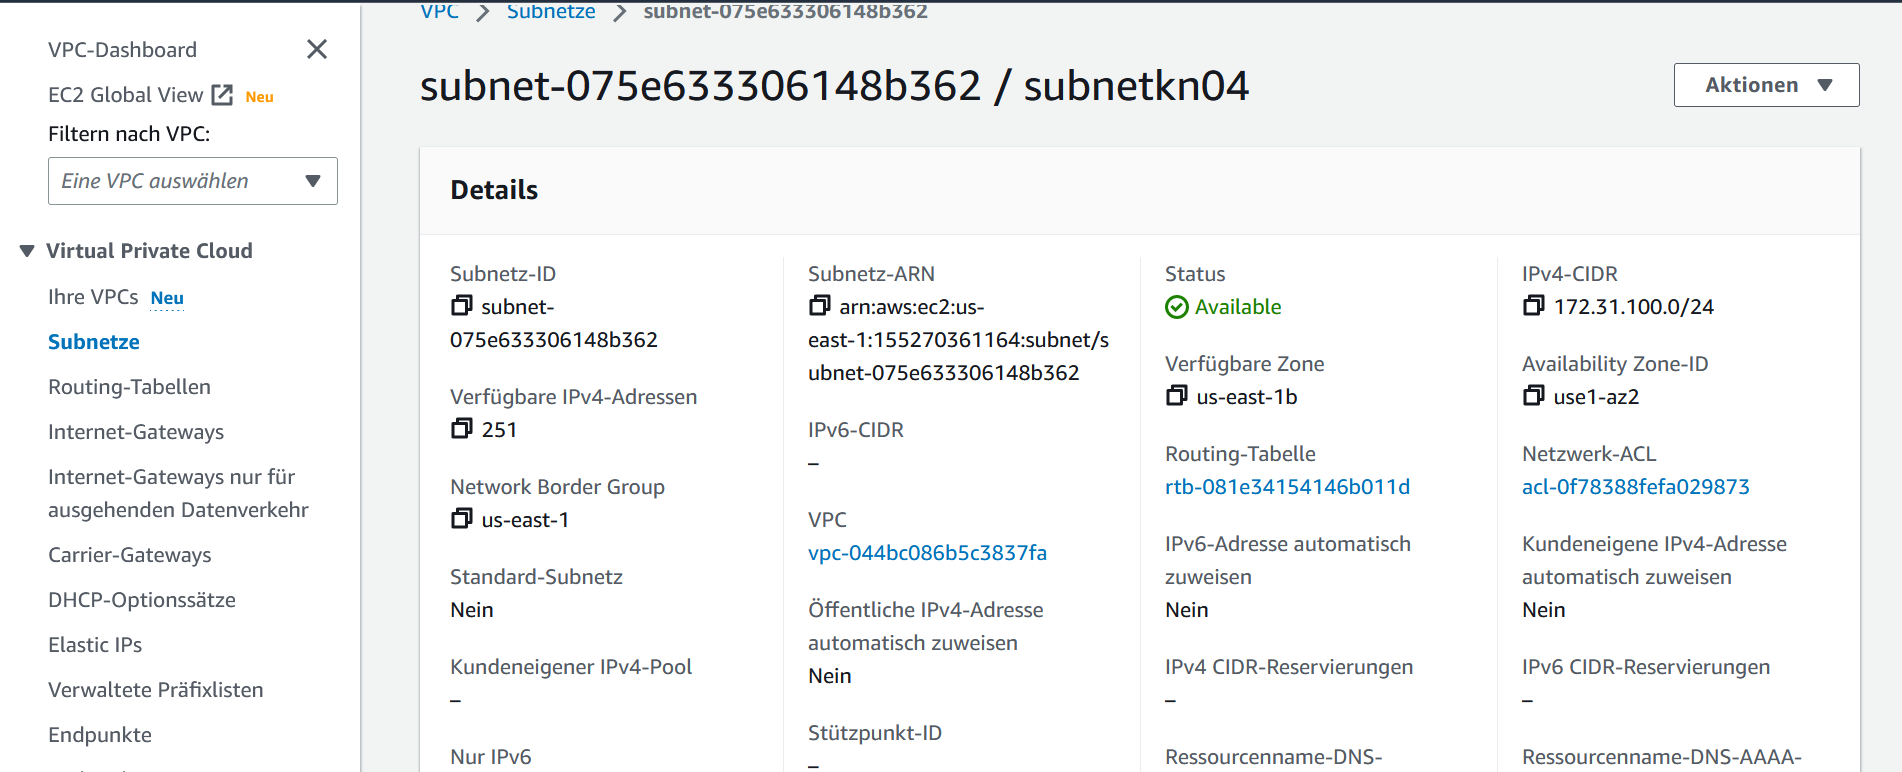 VPC > Subnetze > subnet-075e633306148b362
VPC-Dashboard
EC2 Global View Neu
Filtern nach VPC:
Eine VPC auswählen
Virtual Private Cloud
Ihre VPCs Neu
Subnetze
Routing-Tabellen
Internet-Gateways
Internet-Gateways nur für
ausgehenden Datenverkehr
Carrier-Gateways
DHCP-Optionssätze
Elastic IPs
Verwaltete Präfixlisten
Endpunkte
subnet-075e633306148b362 / subnetkn04
Aktionen
Details
Subnetz-ID
subnet-
075e633306148b362
Verfügbare IPv4-Adressen
251
Network Border Group
us-east-1
Standard-Subnetz
Nein
Kundeneigener IPv4-Pool
–
Nur IPv6
Subnetz-ARN
arn:aws:ec2:us-
east-1:155270361164:subnet/s
ubnet-075e633306148b362
IPv6-CIDR
–
VPC
vpc-044bc086b5c3837fa
Öffentliche IPv4-Adresse
automatisch zuweisen
Nein
Stützpunkt-ID
–
Status
Available
Verfügbare Zone
us-east-1b
Routing-Tabelle
rtb-081e34154146b011d
IPv6-Adresse automatisch
zuweisen
Nein
IPv4 CIDR-Reservierungen
–
Ressourcenname-DNS-
IPv4-CIDR
172.31.100.0/24
Availability Zone-ID
use1-az2
Netzwerk-ACL
acl-0f78388fefa029873
Kundeneigene IPv4-Adresse
automatisch zuweisen
Nein
IPv6 CIDR-Reservierungen
–
Ressourcenname-DNS-AAAA-